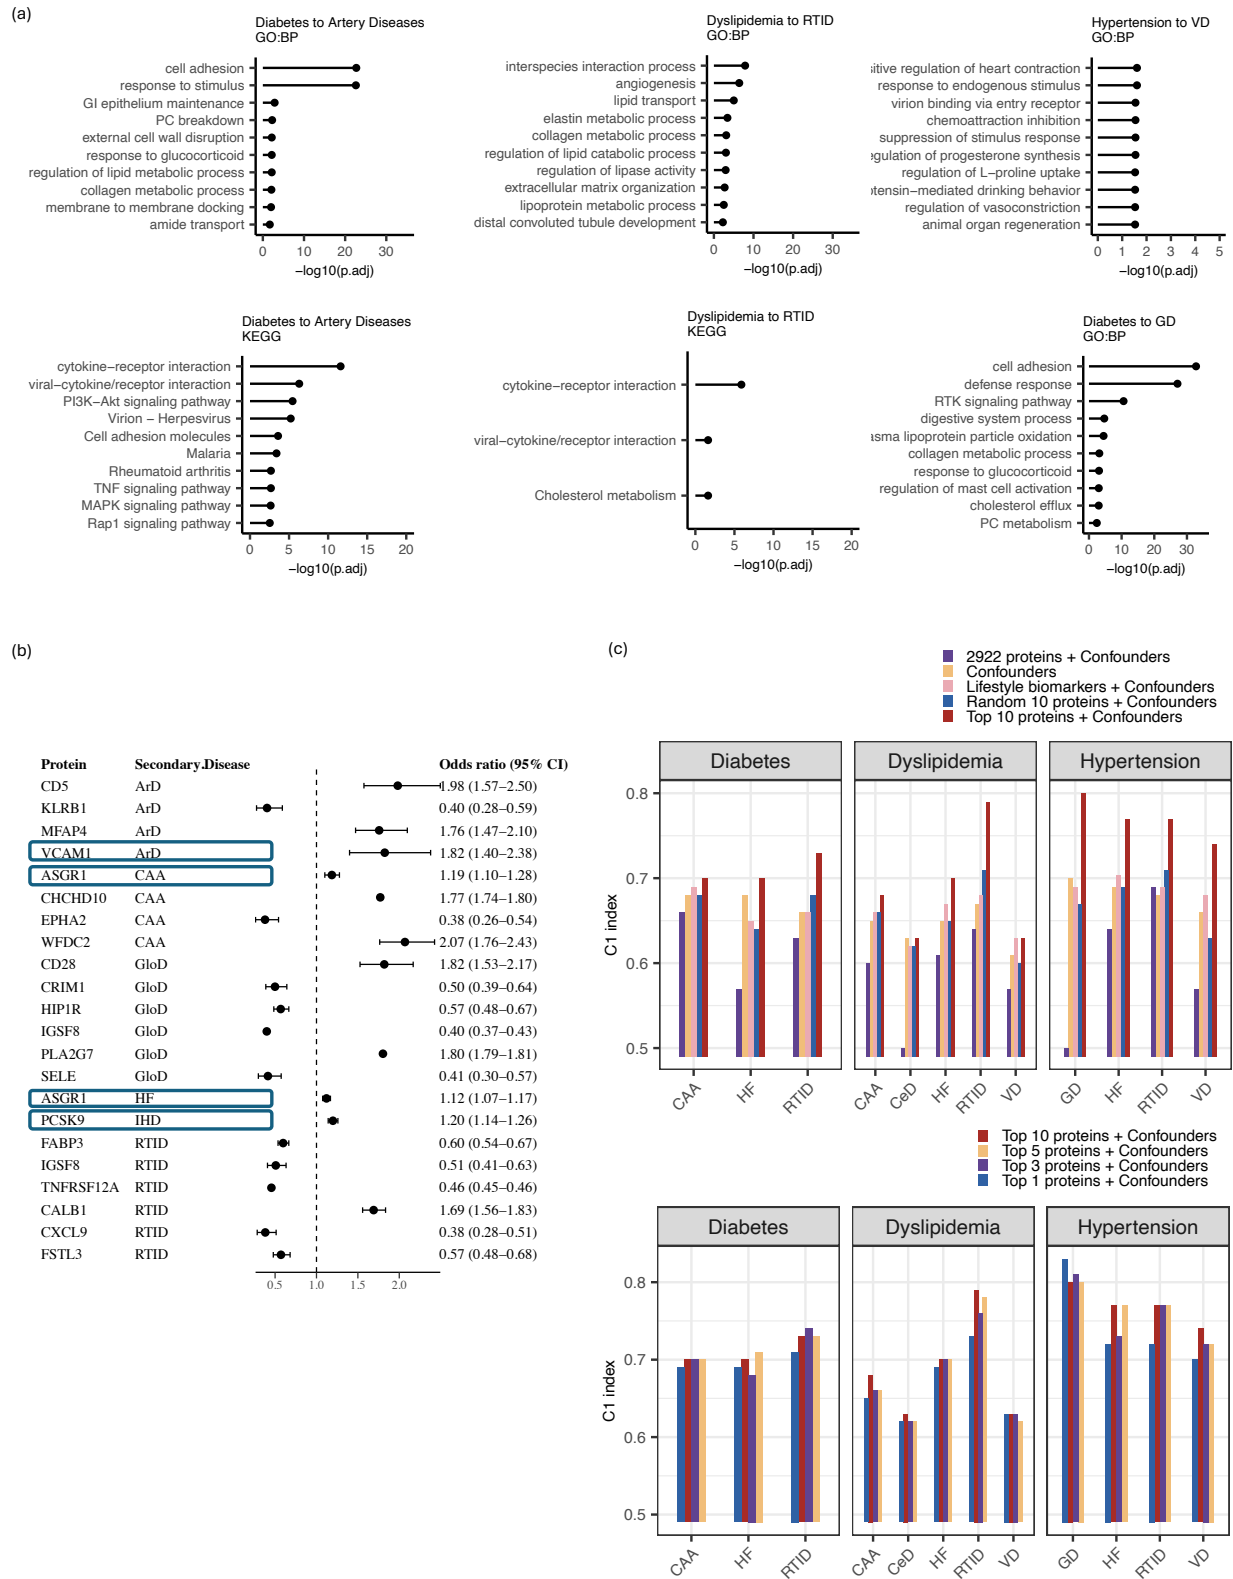 (a)
Diabetes to Artery Diseases
GO:BP
cell adhesion
response to stimulus
GI epithelium maintenance
PC breakdown
external cell wall disruption
response to glucocorticoid
regulation of lipid metabolic process
collagen metabolic process
membrane to membrane docking
amide transport
0 10 20 30
−log10(p.adj)
Dyslipidemia to RTID
GO:BP
interspecies interaction process
angiogenesis
lipid transport
elastin metabolic process
collagen metabolic process
regulation of lipid catabolic process
regulation of lipase activity
extracellular matrix organization
lipoprotein metabolic process
distal convoluted tubule development
0 10 20 30
−log10(p.adj)
Hypertension to VD
GO:BP
sitive regulation of heart contraction
response to endogenous stimulus
virion binding via entry receptor
chemoattraction inhibition
suppression of stimulus response
egulation of progesterone synthesis
regulation of L−proline uptake
otensin−mediated drinking behavior
regulation of vasoconstriction
animal organ regeneration
0 1 2 3 4 5
−log10(p.adj)
Diabetes to Artery Diseases
KEGG
cytokine−receptor interaction
viral−cytokine/receptor interaction
PI3K−Akt signaling pathway
Virion − Herpesvirus
Cell adhesion molecules
Malaria
Rheumatoid arthritis
TNF signaling pathway
MAPK signaling pathway
Rap1 signaling pathway
0 5 10 15 20
−log10(p.adj)
Dyslipidemia to RTID
KEGG
cytokine−receptor interaction
viral−cytokine/receptor interaction
Cholesterol metabolism
0 5 10 15 20
−log10(p.adj)
Diabetes to GD
GO:BP
cell adhesion
defense response
RTK signaling pathway
digestive system process
asma lipoprotein particle oxidation
collagen metabolic process
response to glucocorticoid
regulation of mast cell activation
cholesterol efflux
PC metabolism
0 10 20 30
−log10(p.adj)
(b)
Protein Secondary.Disease Odds ratio (95% CI)
CD5 ArD 1.98 (1.57−2.50)
KLRB1 ArD 0.40 (0.28−0.59)
MFAP4 ArD 1.76 (1.47−2.10)
VCAM1 ArD 1.82 (1.40−2.38)
ASGR1 CAA 1.19 (1.10−1.28)
CHCHD10 CAA 1.77 (1.74−1.80)
EPHA2 CAA 0.38 (0.26−0.54)
WFDC2 CAA 2.07 (1.76−2.43)
CD28 GloD 1.82 (1.53−2.17)
CRIM1 GloD 0.50 (0.39−0.64)
HIP1R GloD 0.57 (0.48−0.67)
IGSF8 GloD 0.40 (0.37−0.43)
PLA2G7 GloD 1.80 (1.79−1.81)
SELE GloD 0.41 (0.30−0.57)
ASGR1 HF 1.12 (1.07−1.17)
PCSK9 IHD 1.20 (1.14−1.26)
FABP3 RTID 0.60 (0.54−0.67)
IGSF8 RTID 0.51 (0.41−0.63)
TNFRSF12A RTID 0.46 (0.45−0.46)
CALB1 RTID 1.69 (1.56−1.83)
CXCL9 RTID 0.38 (0.28−0.51)
FSTL3 RTID 0.57 (0.48−0.68)
0.5 1.0 1.5 2.0
(c)
2922 proteins + Confounders
Confounders
Lifestyle biomarkers + Confounders
Random 10 proteins + Confounders
Top 10 proteins + Confounders
Diabetes Dyslipidemia Hypertension
C1 index
0.8
0.7
0.6
0.5
CAA HF RTID CAA CeD HF RTID VD GD HF RTID VD
Top 10 proteins + Confounders
Top 5 proteins + Confounders
Top 3 proteins + Confounders
Top 1 proteins + Confounders
Diabetes Dyslipidemia Hypertension
C1 index
0.8
0.7
0.6
0.5
CAA HF RTID CAA CeD HF RTID VD GD HF RTID VD